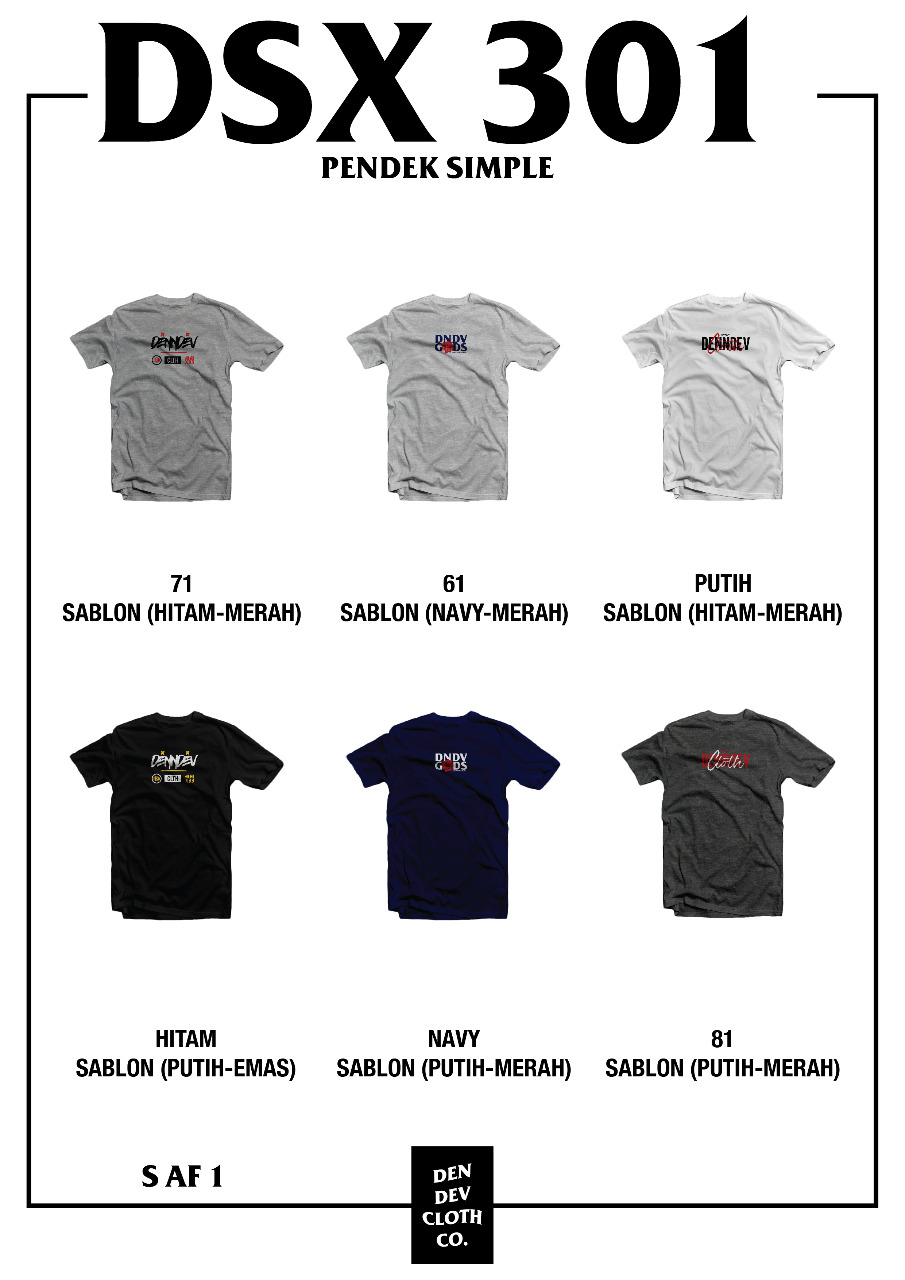 DSX 301
PENDEK SIMPLE
DENNDEV
CLTH
DNDV
GODS
DENNDEV
71
SABLON (HITAM-MERAH)
61
SABLON (NAVY-MERAH)
PUTIH
SABLON (HITAM-MERAH)
DENNDEV
CLTH
DNDV
GODS
Cloth
HITAM
SABLON (PUTIH-EMAS)
NAVY
SABLON (PUTIH-MERAH)
81
SABLON (PUTIH-MERAH)
S AF 1
DEN
DEV
CLOTH
CO.